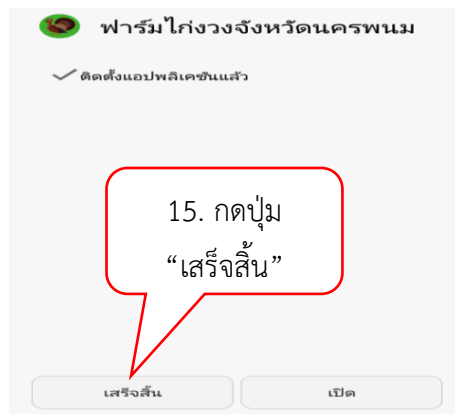 ฟาร์มไก่งวงจังหวัดนครพนม
ติดตั้งแอปพลิเคชันแล้ว
15. กดปุ่ม
“เสร็จสิ้น”
เสร็จสิ้น
เปิด